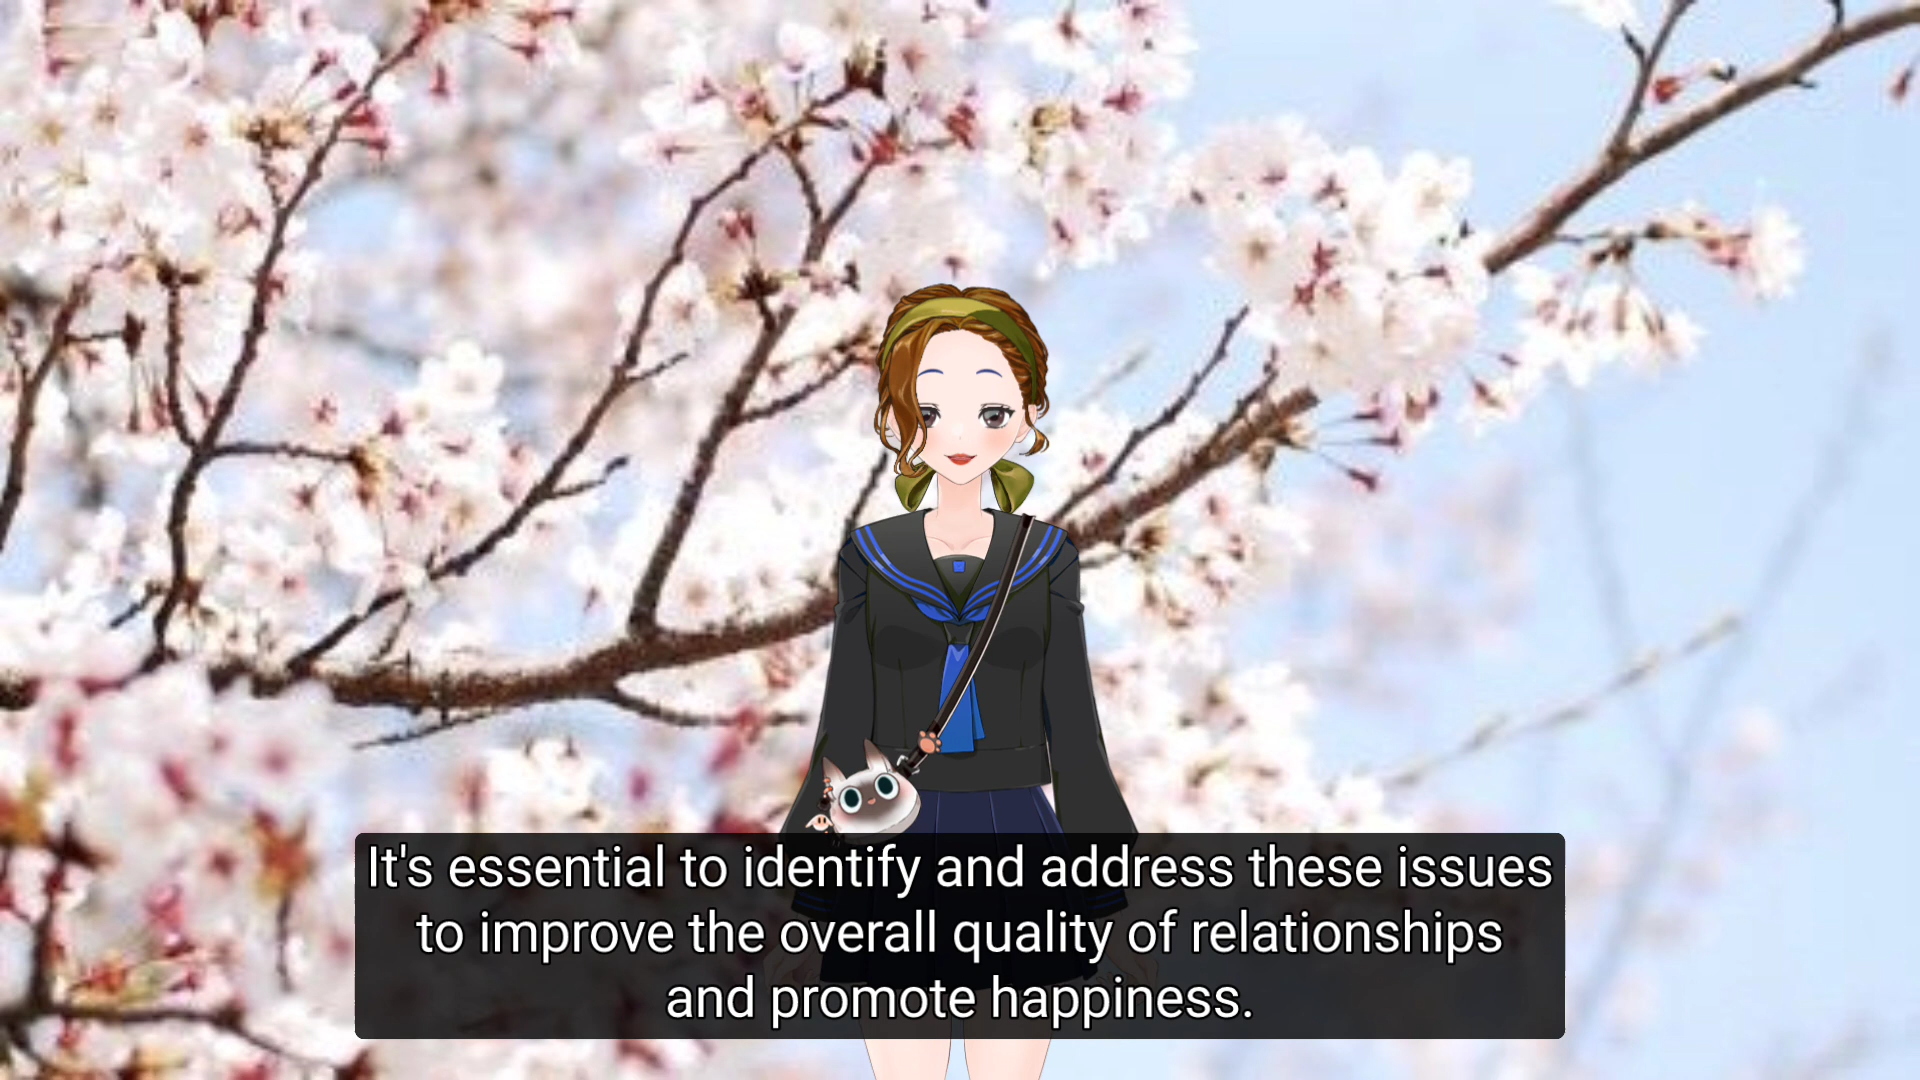 It's essential to identify and address these issues
to improve the overall quality of relationships
and promote happiness.